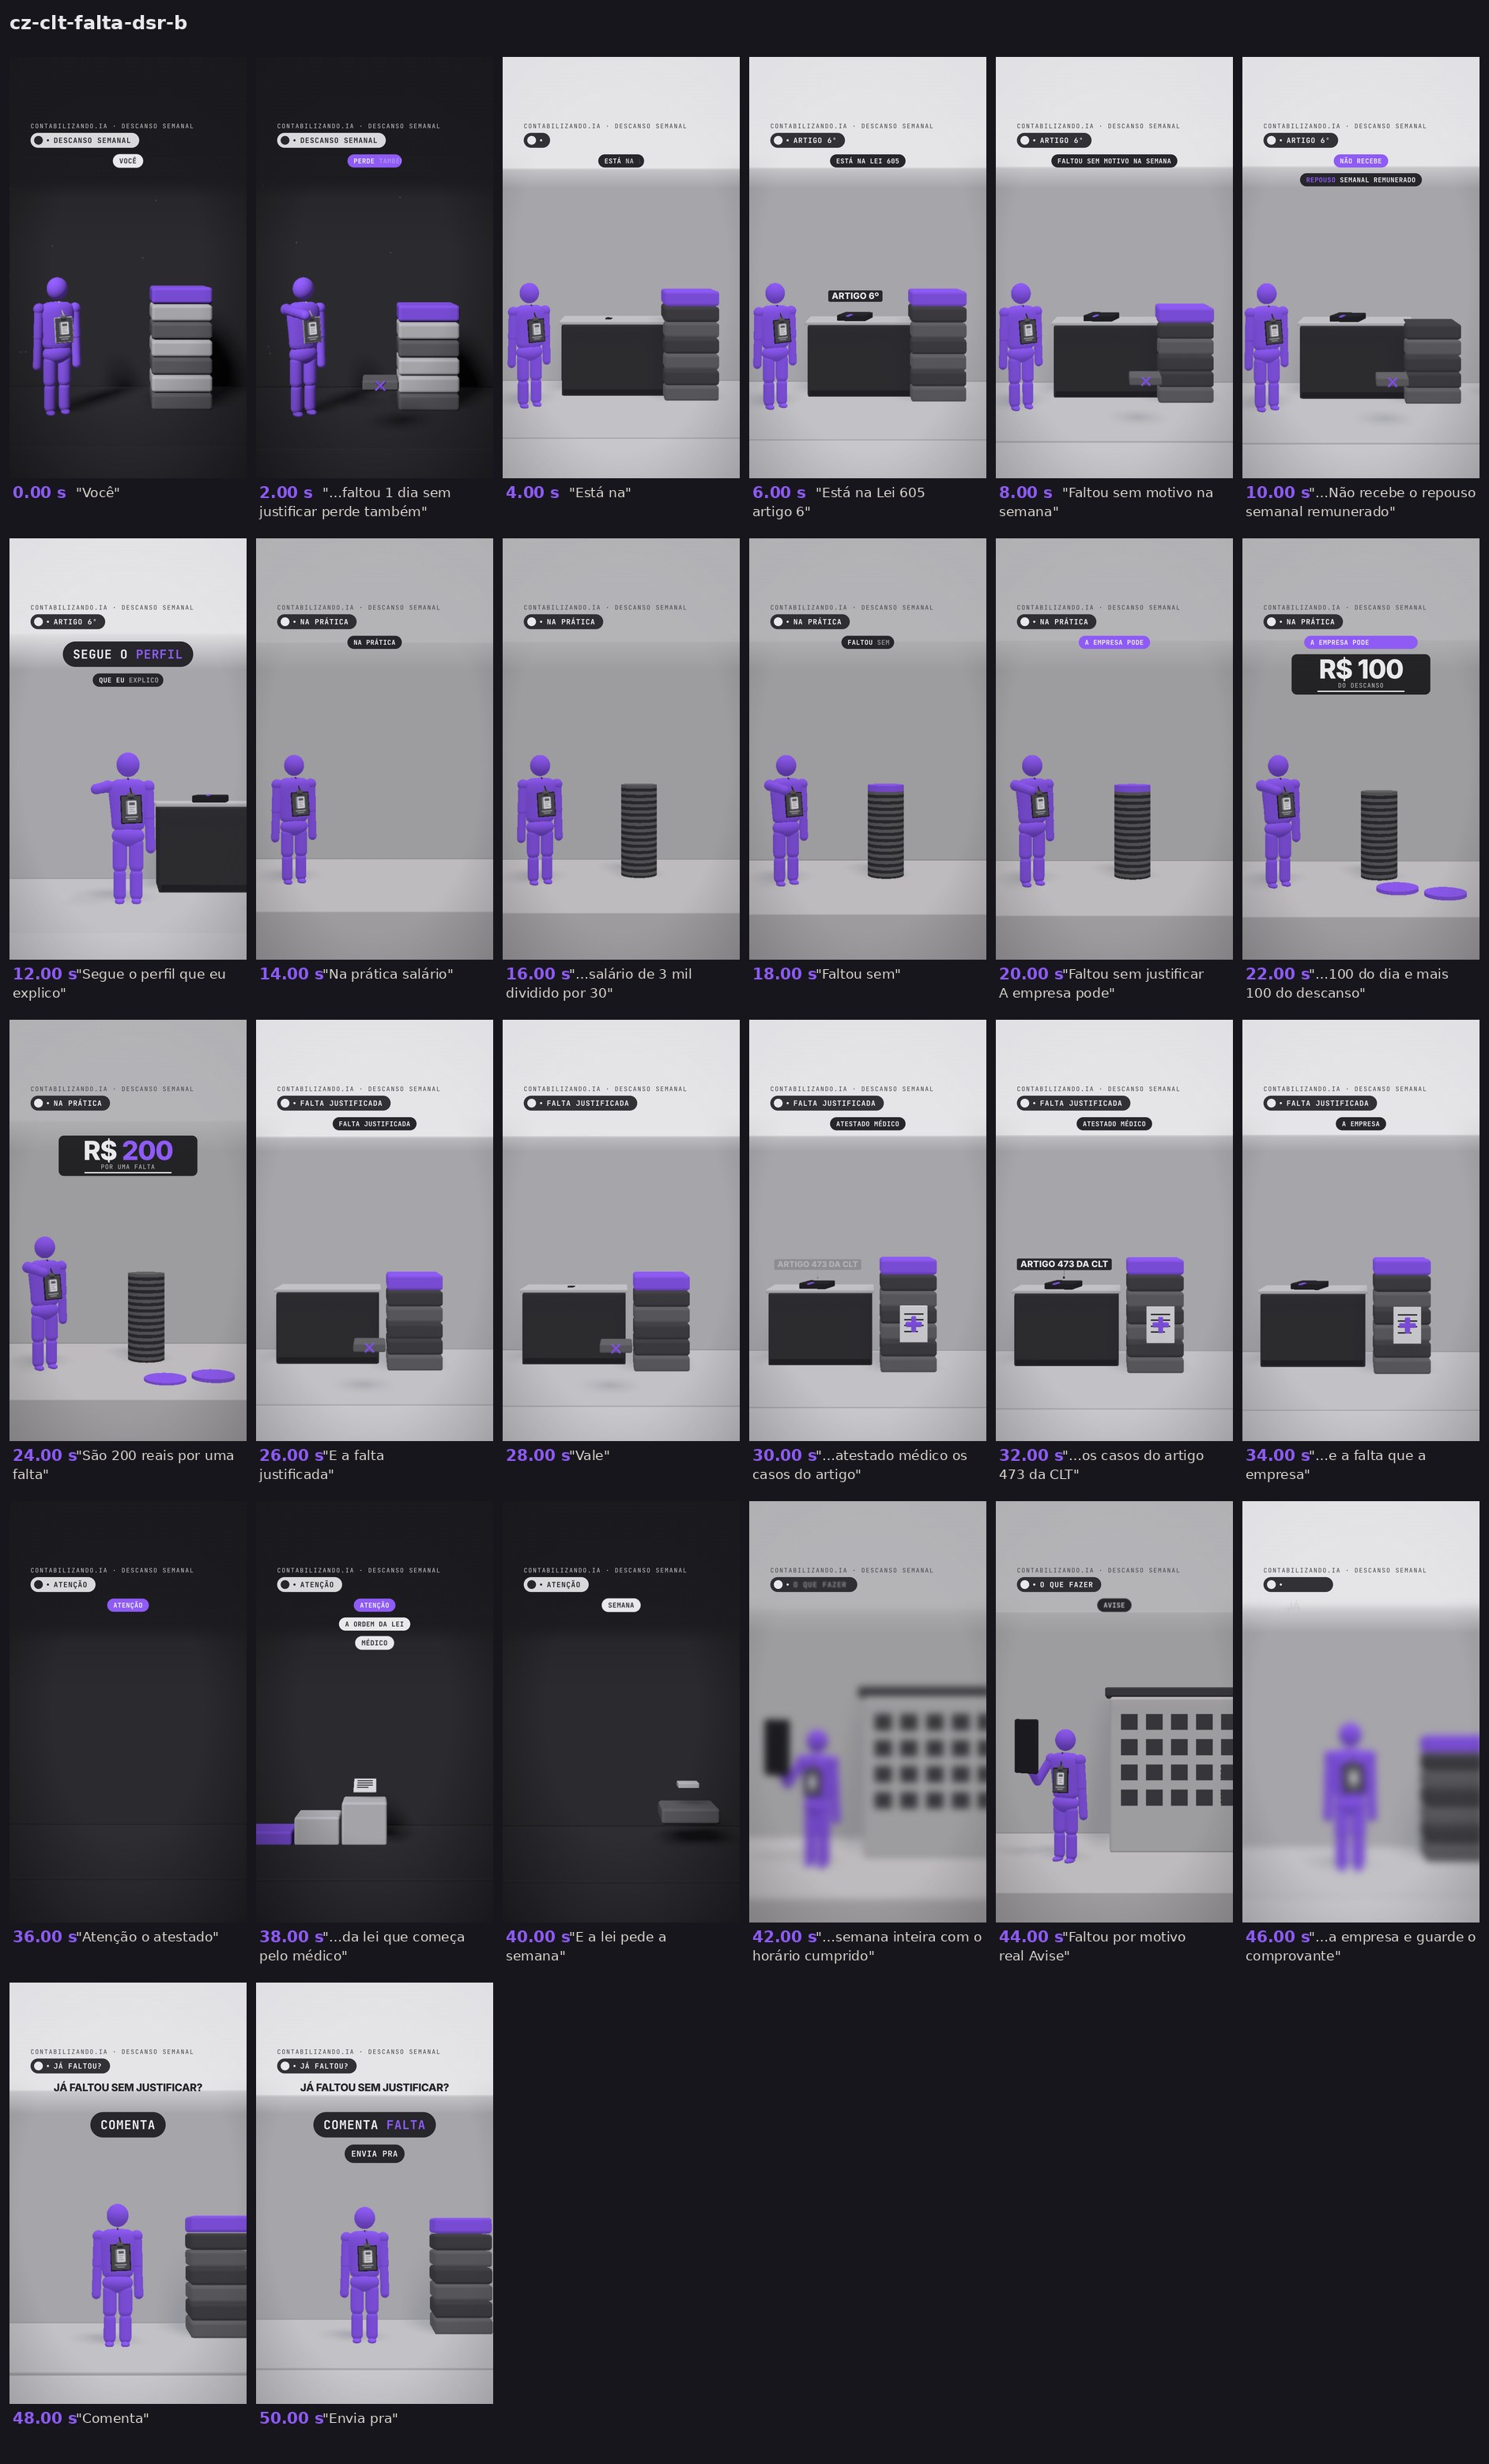 cz-clt-falta-dsr-b
CONTABILIZANDO.IA · DESCANSO SEMANAL
• DESCANSO SEMANAL
VOCÊ
0.00 s "Você"
CONTABILIZANDO.IA · DESCANSO SEMANAL
• DESCANSO SEMANAL
PERDE TAMBÉ
2.00 s "...faltou 1 dia sem
justificar perde também"
CONTABILIZANDO.IA · DESCANSO SEMANAL
•
ESTÁ NA
4.00 s "Está na"
CONTABILIZANDO.IA · DESCANSO SEMANAL
• ARTIGO 6º
ESTÁ NA LEI 605
ARTIGO 6º
6.00 s "Está na Lei 605
artigo 6"
CONTABILIZANDO.IA · DESCANSO SEMANAL
• ARTIGO 6º
FALTOU SEM MOTIVO NA SEMANA
8.00 s "Faltou sem motivo na
semana"
CONTABILIZANDO.IA · DESCANSO SEMANAL
• ARTIGO 6º
NÃO RECEBE
REPOUSO SEMANAL REMUNERADO
10.00 s "...Não recebe o repouso
semanal remunerado"
CONTABILIZANDO.IA · DESCANSO SEMANAL
• ARTIGO 6º
SEGUE O PERFIL
QUE EU EXPLICO
12.00 s "Segue o perfil que eu
explico"
CONTABILIZANDO.IA · DESCANSO SEMANAL
• NA PRÁTICA
NA PRÁTICA
14.00 s "Na prática salário"
CONTABILIZANDO.IA · DESCANSO SEMANAL
• NA PRÁTICA
16.00 s "...salário de 3 mil
dividido por 30"
CONTABILIZANDO.IA · DESCANSO SEMANAL
• NA PRÁTICA
FALTOU SEM
18.00 s "Faltou sem"
CONTABILIZANDO.IA · DESCANSO SEMANAL
• NA PRÁTICA
A EMPRESA PODE
20.00 s "Faltou sem justificar
A empresa pode"
CONTABILIZANDO.IA · DESCANSO SEMANAL
• NA PRÁTICA
A EMPRESA PODE
R$ 100
DO DESCANSO
22.00 s "...100 do dia e mais
100 do descanso"
CONTABILIZANDO.IA · DESCANSO SEMANAL
• NA PRÁTICA
R$ 200
POR UMA FALTA
24.00 s "São 200 reais por uma
falta"
CONTABILIZANDO.IA · DESCANSO SEMANAL
• FALTA JUSTIFICADA
FALTA JUSTIFICADA
26.00 s "E a falta
justificada"
CONTABILIZANDO.IA · DESCANSO SEMANAL
• FALTA JUSTIFICADA
28.00 s "Vale"
CONTABILIZANDO.IA · DESCANSO SEMANAL
• FALTA JUSTIFICADA
ATESTADO MÉDICO
ARTIGO 473 DA CLT
30.00 s "...atestado médico os
casos do artigo"
CONTABILIZANDO.IA · DESCANSO SEMANAL
• FALTA JUSTIFICADA
ATESTADO MÉDICO
ARTIGO 473 DA CLT
32.00 s "...os casos do artigo
473 da CLT"
CONTABILIZANDO.IA · DESCANSO SEMANAL
• FALTA JUSTIFICADA
A EMPRESA
34.00 s "...e a falta que a
empresa"
CONTABILIZANDO.IA · DESCANSO SEMANAL
• ATENÇÃO
ATENÇÃO
36.00 s "Atenção o atestado"
CONTABILIZANDO.IA · DESCANSO SEMANAL
• ATENÇÃO
ATENÇÃO
A ORDEM DA LEI
MÉDICO
38.00 s "...da lei que começa
pelo médico"
CONTABILIZANDO.IA · DESCANSO SEMANAL
• ATENÇÃO
SEMANA
40.00 s "E a lei pede a
semana"
CONTABILIZANDO.IA · DESCANSO SEMANAL
• O QUE FAZER
42.00 s "...semana inteira com o
horário cumprido"
CONTABILIZANDO.IA · DESCANSO SEMANAL
• O QUE FAZER
AVISE
44.00 s "Faltou por motivo
real Avise"
CONTABILIZANDO.IA · DESCANSO SEMANAL
•
46.00 s "...a empresa e guarde o
comprovante"
CONTABILIZANDO.IA · DESCANSO SEMANAL
• JÁ FALTOU?
JÁ FALTOU SEM JUSTIFICAR?
COMENTA
48.00 s "Comenta"
CONTABILIZANDO.IA · DESCANSO SEMANAL
• JÁ FALTOU?
JÁ FALTOU SEM JUSTIFICAR?
COMENTA FALTA
ENVIA PRA
50.00 s "Envia pra"